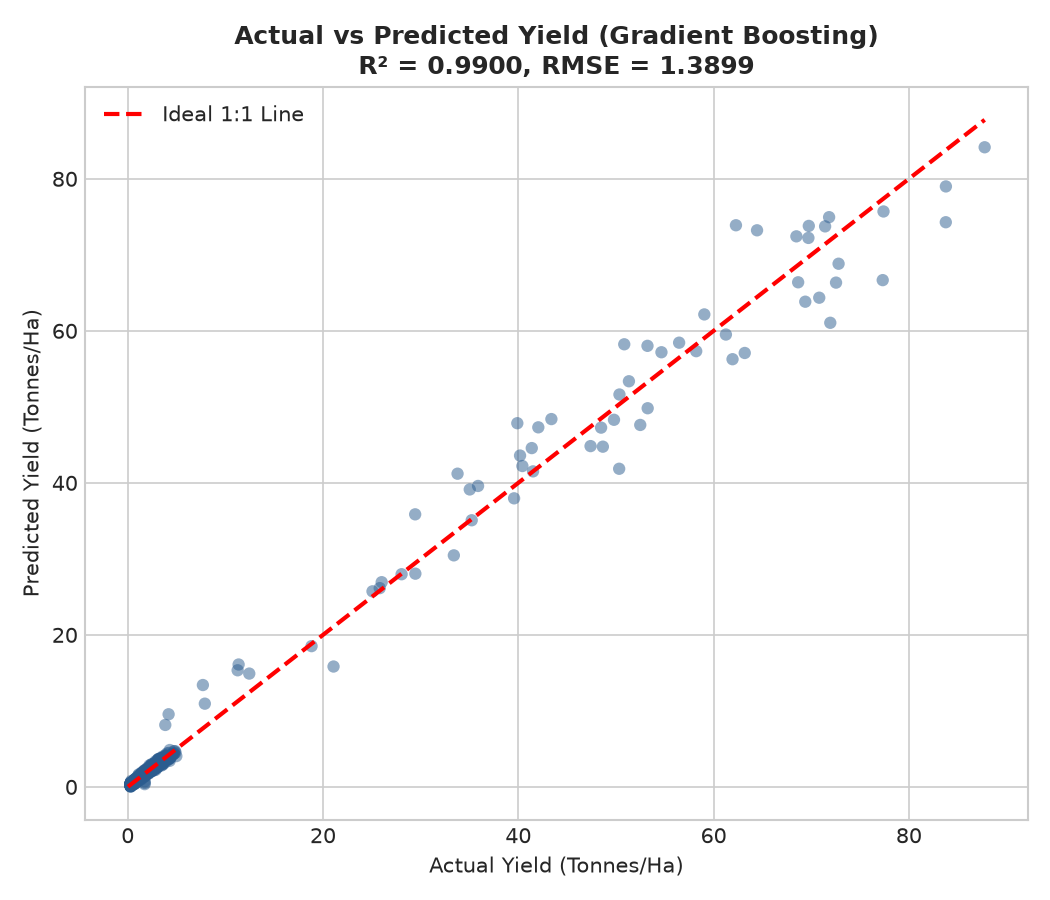 Actual vs Predicted Yield (Gradient Boosting)
R² = 0.9900, RMSE = 1.3899
Ideal 1:1 Line
80
60
40
20
0
Predicted Yield (Tonnes/Ha)
0 20 40 60 80
Actual Yield (Tonnes/Ha)